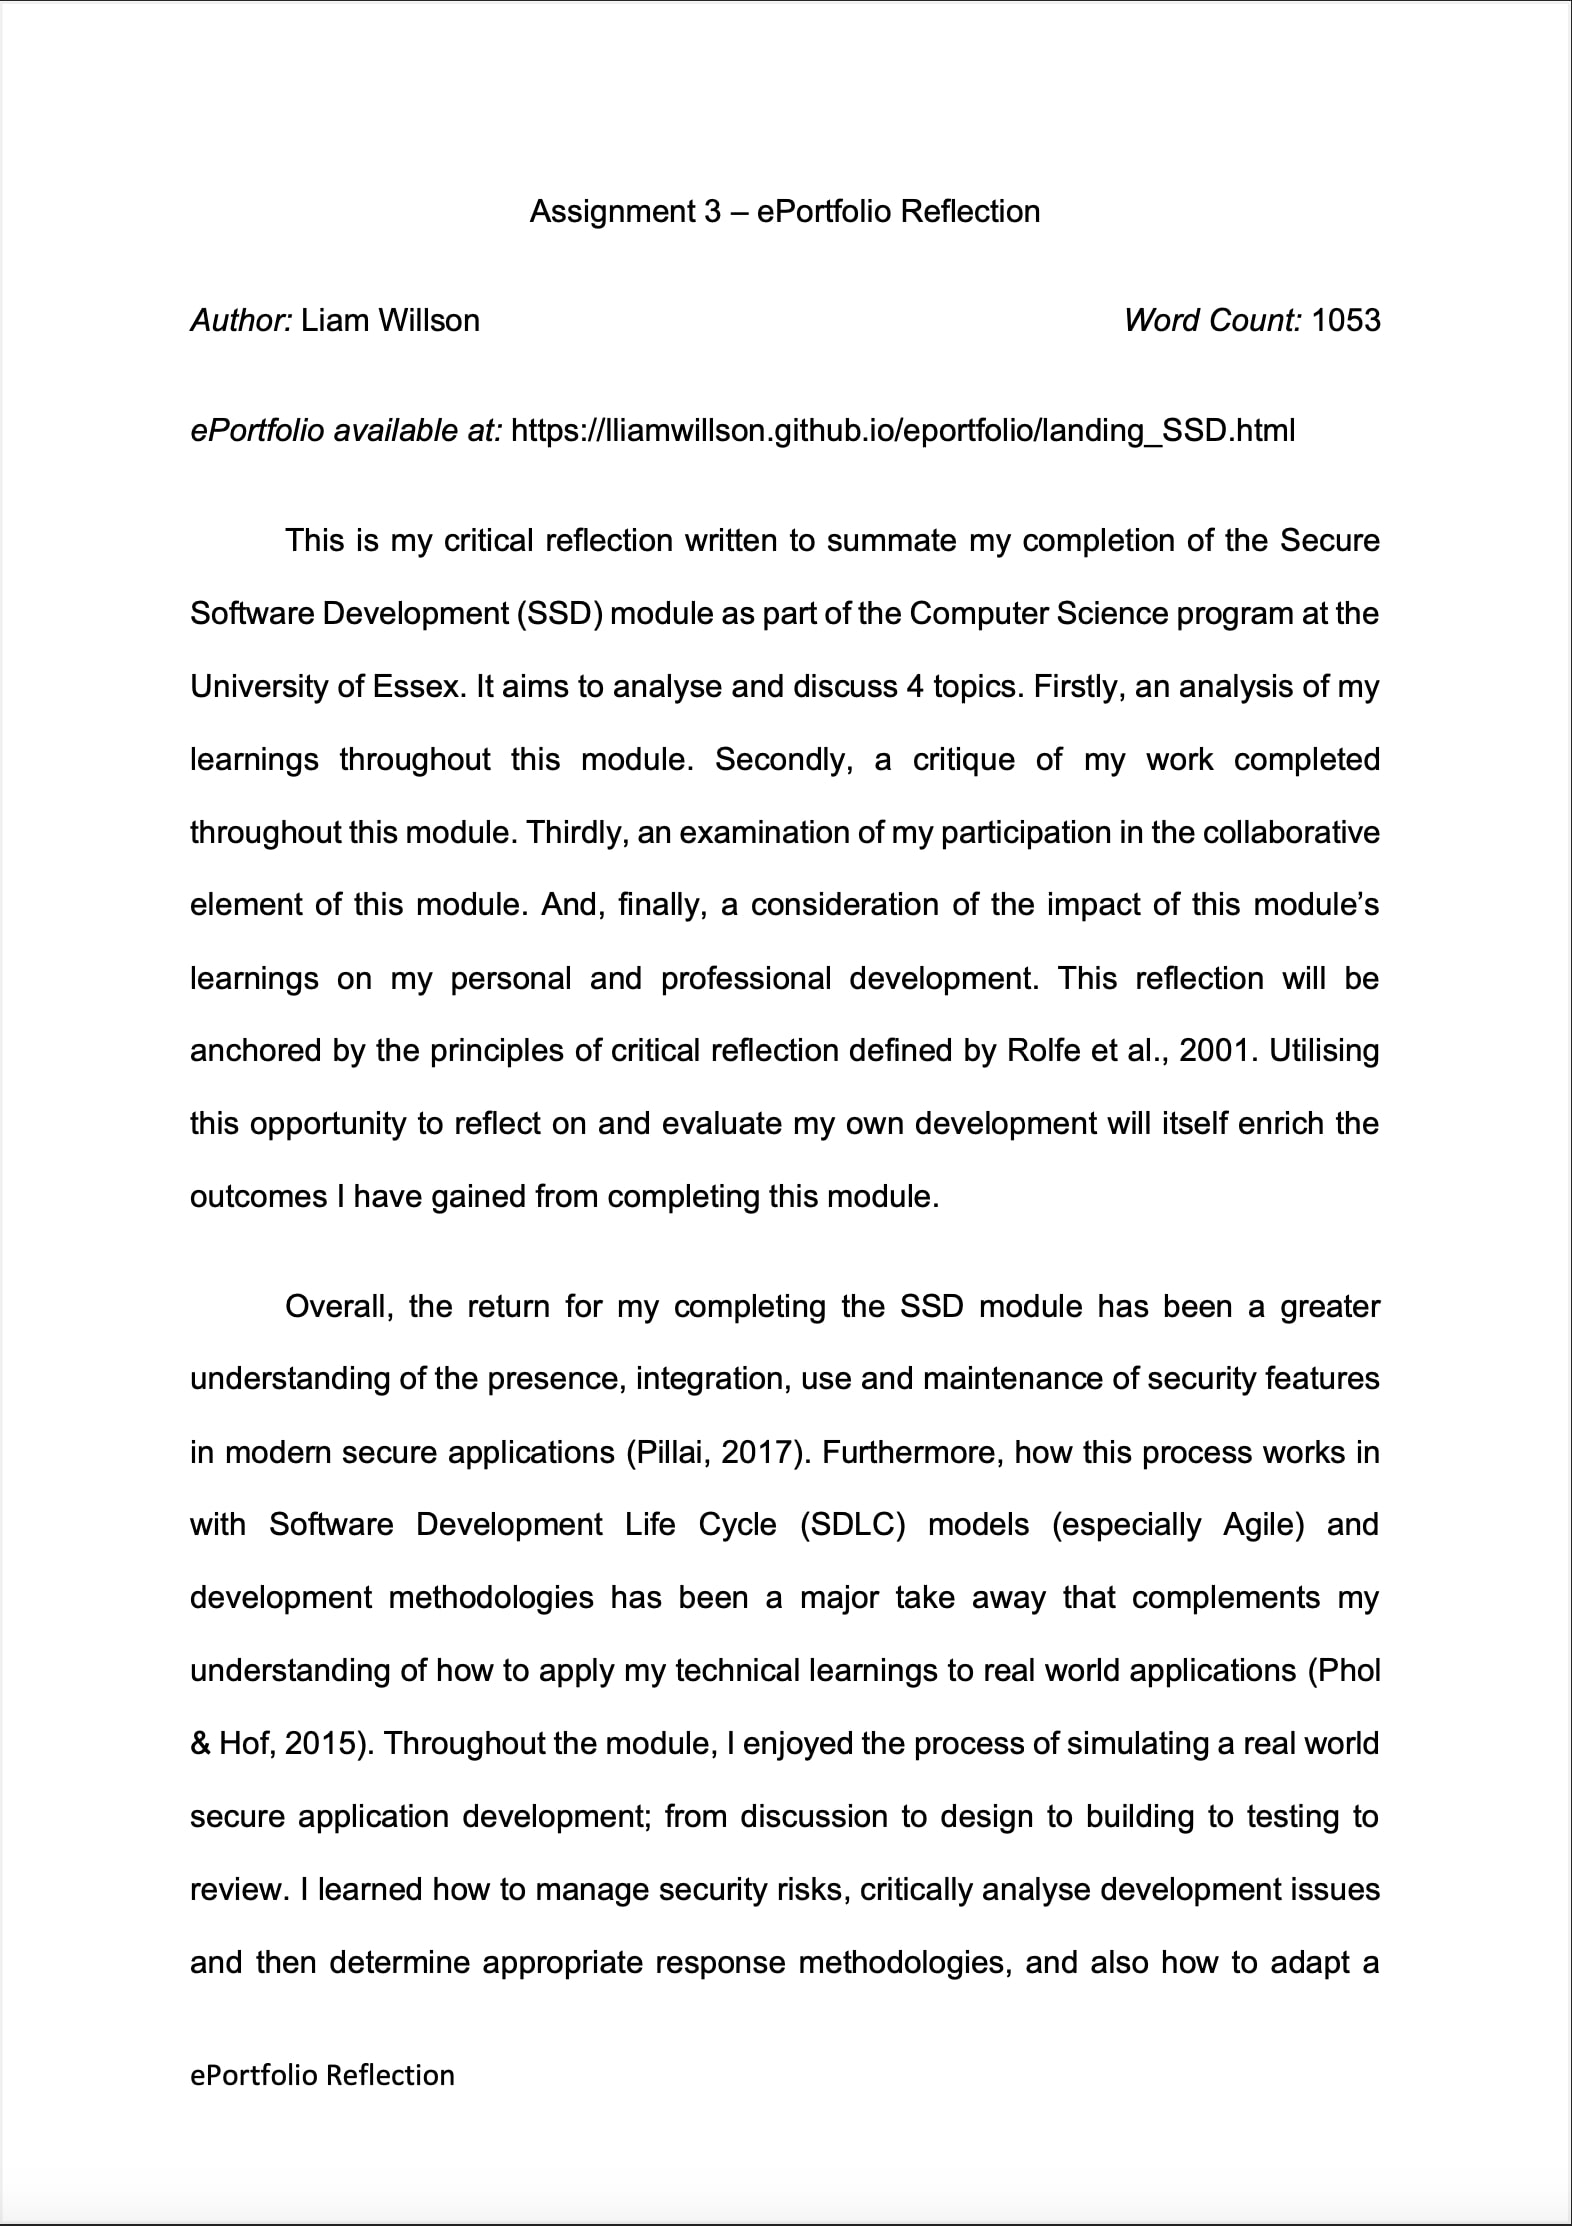 Assignment 3 – ePortfolio Reflection
Author: Liam Willson Word Count: 1053
ePortfolio available at: https://lliamwillson.github.io/eportfolio/landing_SSD.html
This is my critical reflection written to summate my completion of the Secure
Software Development (SSD) module as part of the Computer Science program at the
University of Essex. It aims to analyse and discuss 4 topics. Firstly, an analysis of my
learnings throughout this module. Secondly, a critique of my work completed
throughout this module. Thirdly, an examination of my participation in the collaborative
element of this module. And, finally, a consideration of the impact of this module’s
learnings on my personal and professional development. This reflection will be
anchored by the principles of critical reflection defined by Rolfe et al., 2001. Utilising
this opportunity to reflect on and evaluate my own development will itself enrich the
outcomes I have gained from completing this module.
Overall, the return for my completing the SSD module has been a greater
understanding of the presence, integration, use and maintenance of security features
in modern secure applications (Pillai, 2017). Furthermore, how this process works in
with Software Development Life Cycle (SDLC) models (especially Agile) and
development methodologies has been a major take away that complements my
understanding of how to apply my technical learnings to real world applications (Phol
& Hof, 2015). Throughout the module, I enjoyed the process of simulating a real world
secure application development; from discussion to design to building to testing to
review. I learned how to manage security risks, critically analyse development issues
and then determine appropriate response methodologies, and also how to adapt a
ePortfolio Reflection